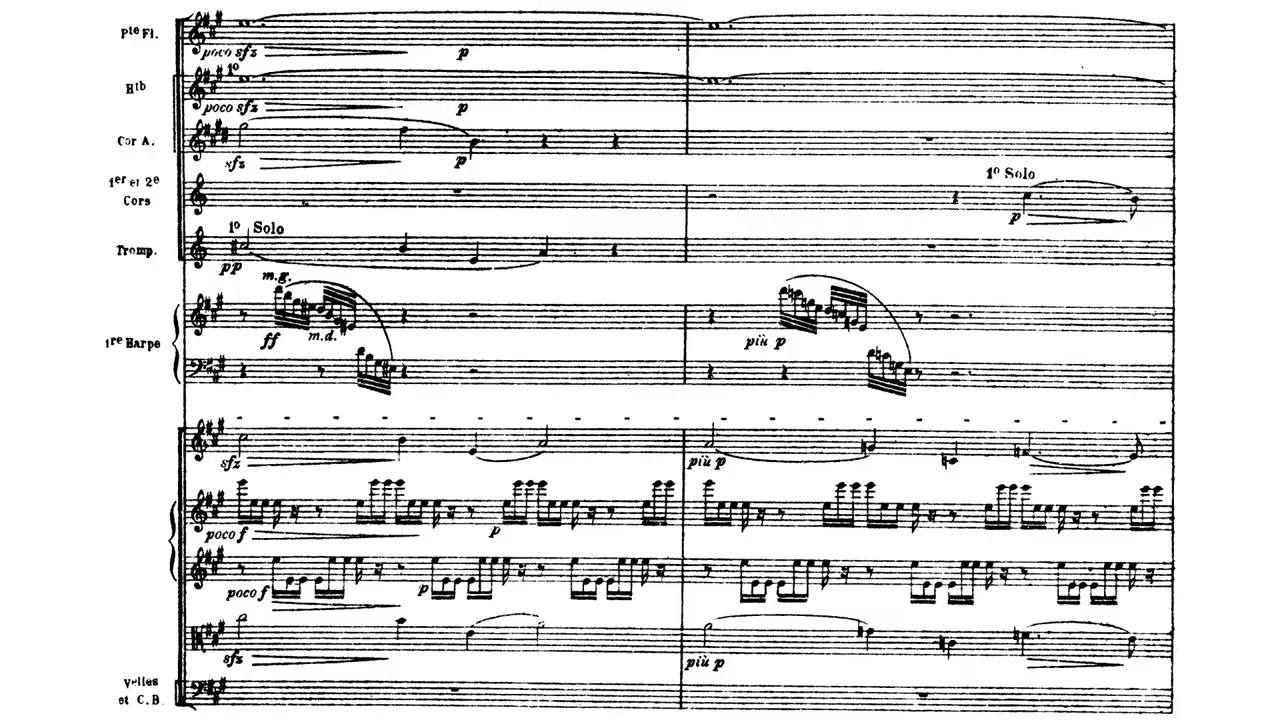 Pte Fl.
poco sfz p
1o
Htb
poco sfz p
Cor A.
sfz p
1er et 2e
Cors
1o Solo
p
1o Solo
Tromp.
pp
m.g.
1re Harpe
ff m.d. più p
sfz più p
poco f p
poco f p
sfz più p
Velles
et C.B.